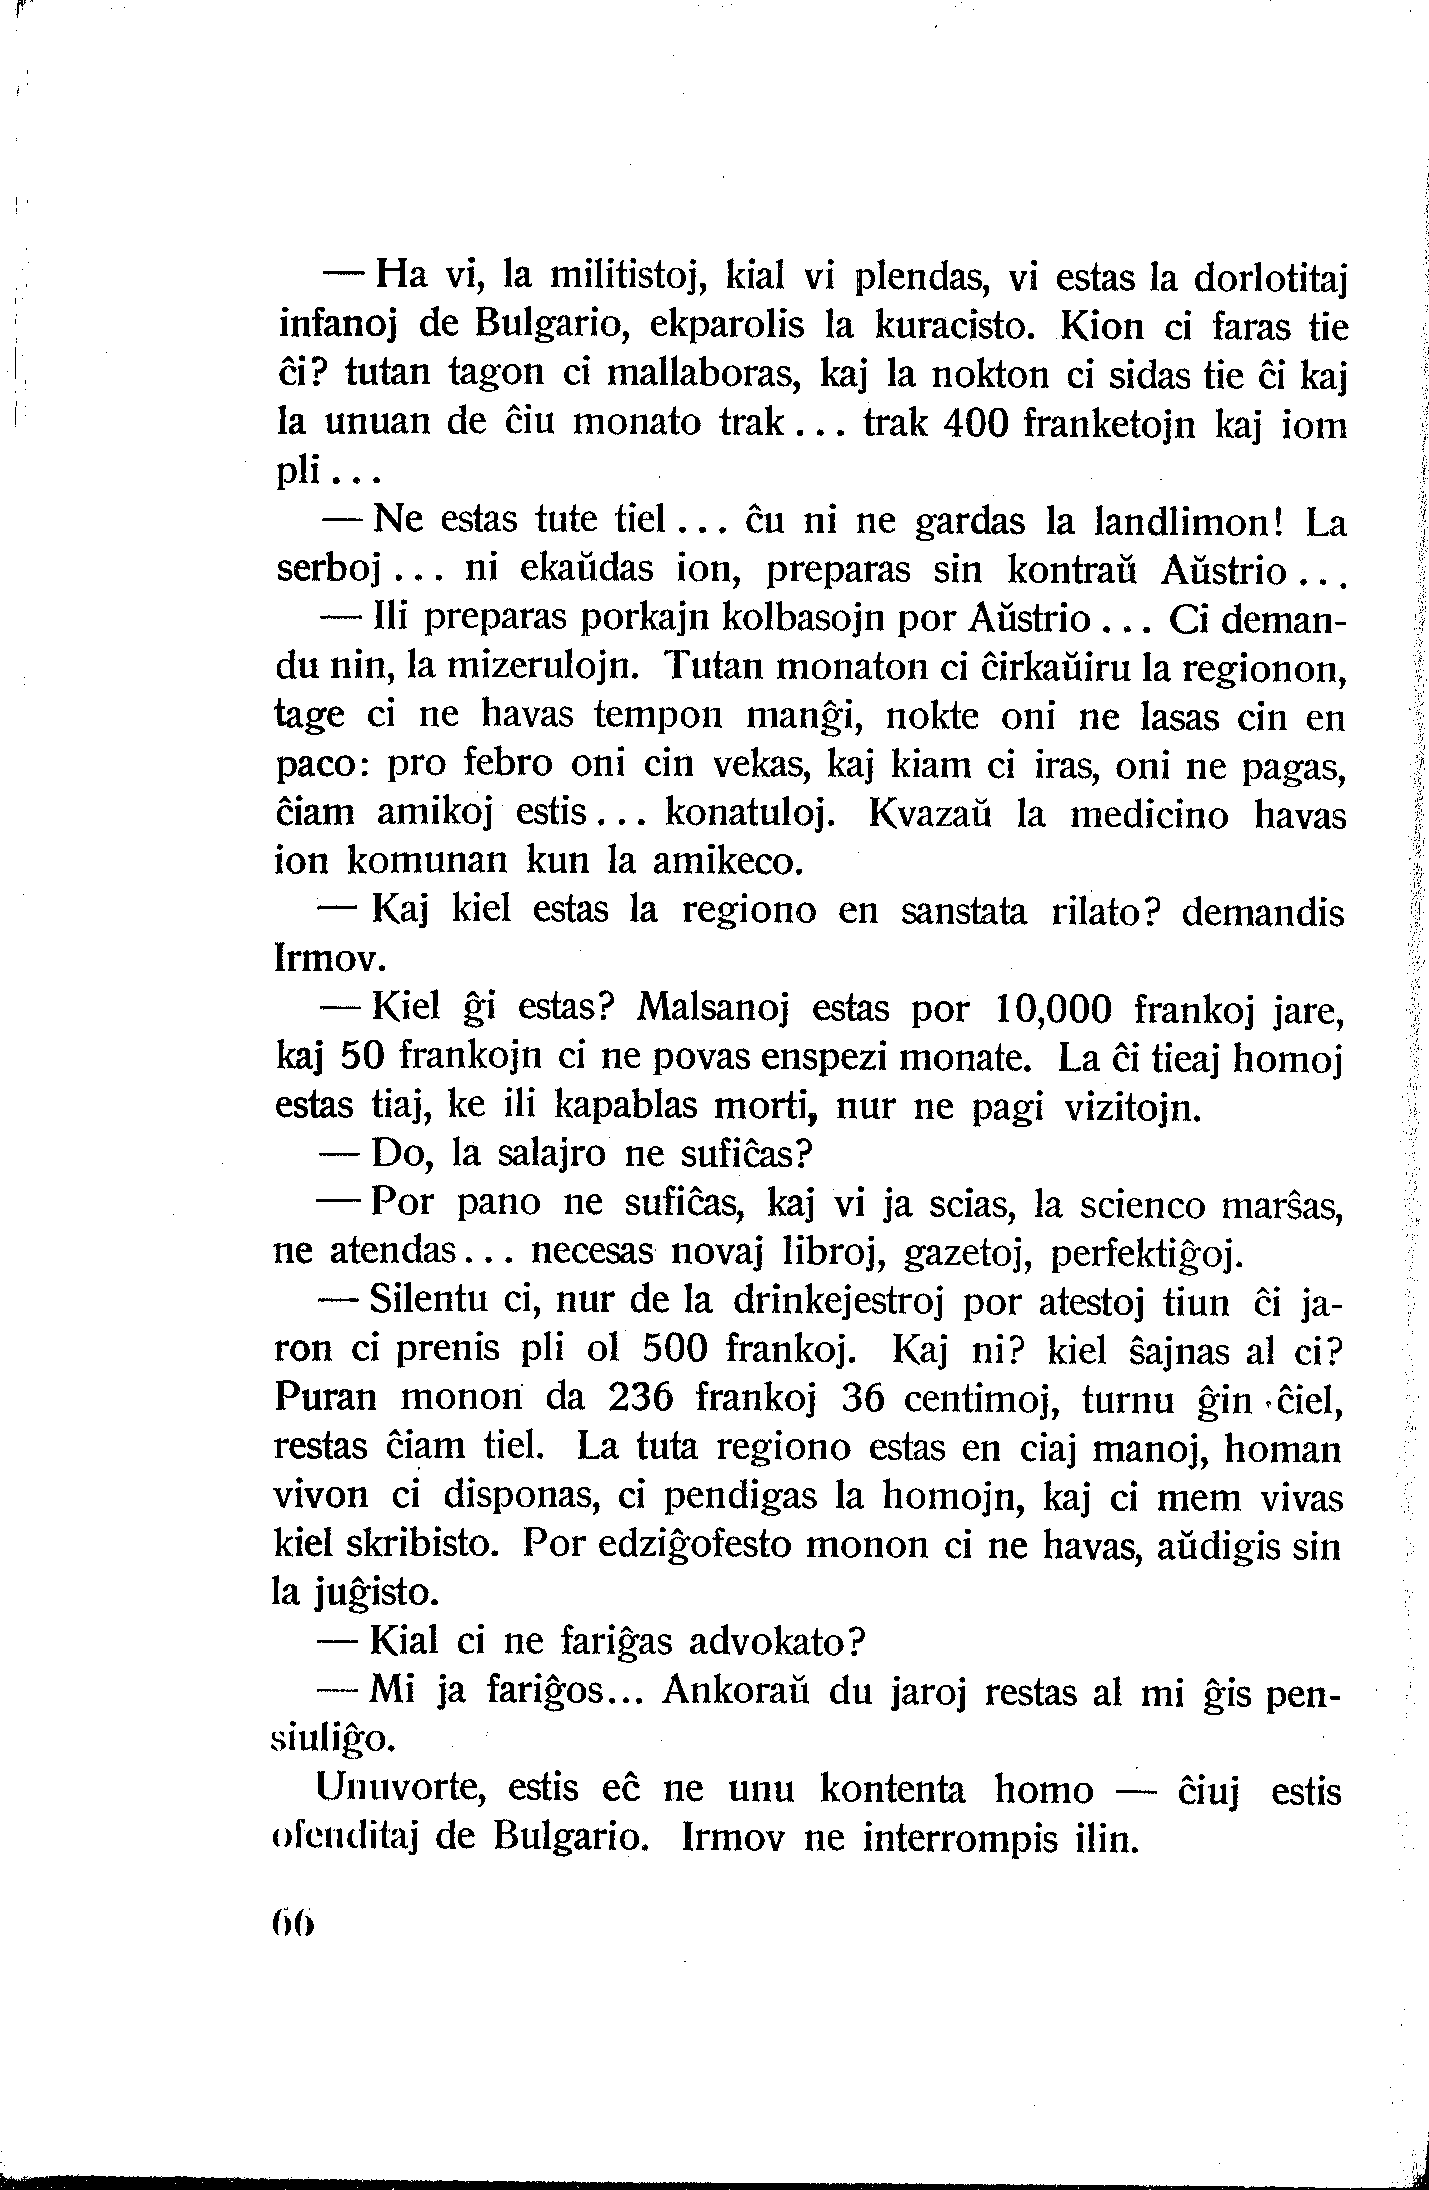 — Ha vi, la militistoj, kial vi plendas, vi estas la dorlotitaj
infanoj de Bulgario, ekparolis la kuracisto. Kion ci faras tie
ĉi? tutan tagon ci mallaboras, kaj la nokton ci sidas tie ĉi kaj
la unuan de ĉiu monato trak... trak 400 franketojn kaj iom
pli...
— Ne estas tute tiel... ĉu ni ne gardas la landlimon! La
serboj... ni ekaŭdas ion, preparas sin kontraŭ Aŭstrio...
— Ili preparas porkajn kolbasojn por Aŭstrio... Ci deman-
du nin, la mizerulojn. Tutan monaton ci ĉirkaŭiru la regionon,
tage ci ne havas tempon manĝi, nokte oni ne lasas cin en
paco: pro febro oni cin vekas, kaj kiam ci iras, oni ne pagas,
ĉiam amikoj estis... konatuloj. Kvazaŭ la medicino havas
ion komunan kun la amikeco.
— Kaj kiel estas la regiono en sanstata rilato? demandis
Irmov.
— Kiel ĝi estas? Malsanoj estas por 10,000 frankoj jare,
kaj 50 frankojn ci ne povas enspezi monate. La ĉi tieaj homoj
estas tiaj, ke ili kapablas morti, nur ne pagi vizitojn.
— Do, la salajro ne sufiĉas?
— Por pano ne sufiĉas, kaj vi ja scias, la scienco marŝas,
ne atendas... necesas novaj libroj, gazetoj, perfektiĝoj.
— Silentu ci, nur de la drinkejestroj por atestoj tiun ĉi ja-
ron ci prenis pli ol 500 frankoj. Kaj ni? kiel ŝajnas al ci?
Puran monon da 236 frankoj 36 centimoj, turnu ĝin ĉiel,
restas ĉiam tiel. La tuta regiono estas en ciaj manoj, homan
vivon ci disponas, ci pendigas la homojn, kaj ci mem vivas
kiel skribisto. Por edziĝofesto monon ci ne havas, aŭdigis sin
la juĝisto.
— Kial ci ne fariĝas advokato?
— Mi ja fariĝos... Ankoraŭ du jaroj restas al mi ĝis pen-
siuliĝo.
Unuvorte, estis eĉ ne unu kontenta homo — ĉiuj estis
ofenditaj de Bulgario. Irmov ne interrompis ilin.
66